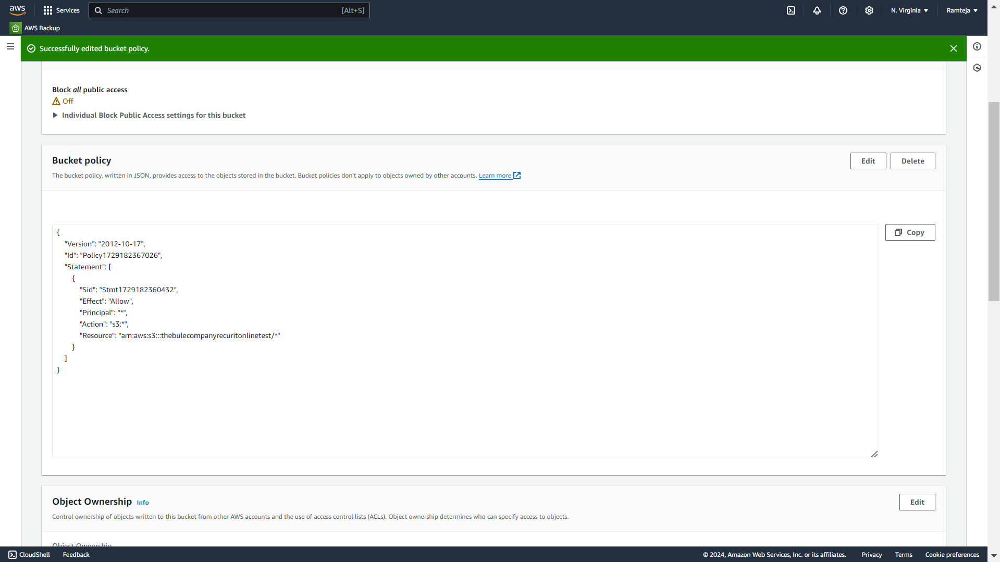 aws
Services
Search
[Alt+S]
N. Virginia
Ramteja
AWS Backup
Successfully edited bucket policy.
Block all public access
Off
Individual Block Public Access settings for this bucket
Bucket policy
Edit
Delete
The bucket policy, written in JSON, provides access to the objects stored in the bucket. Bucket policies don't apply to objects owned by other accounts. Learn more
Copy
{
"Version": "2012-10-17",
"Id": "Policy1729182367026",
"Statement": [
{
"Sid": "Stmt1729182360432",
"Effect": "Allow",
"Principal": "*",
"Action": "s3:*",
"Resource": "arn:aws:s3:::thebulecompanyrecuritonlinetest/*"
}
]
}
Object Ownership Info
Edit
Control ownership of objects written to this bucket from other AWS accounts and the use of access control lists (ACLs). Object ownership determines who can specify access to objects.
Object Ownership
CloudShell
Feedback
© 2024, Amazon Web Services, Inc. or its affiliates.
Privacy
Terms
Cookie preferences